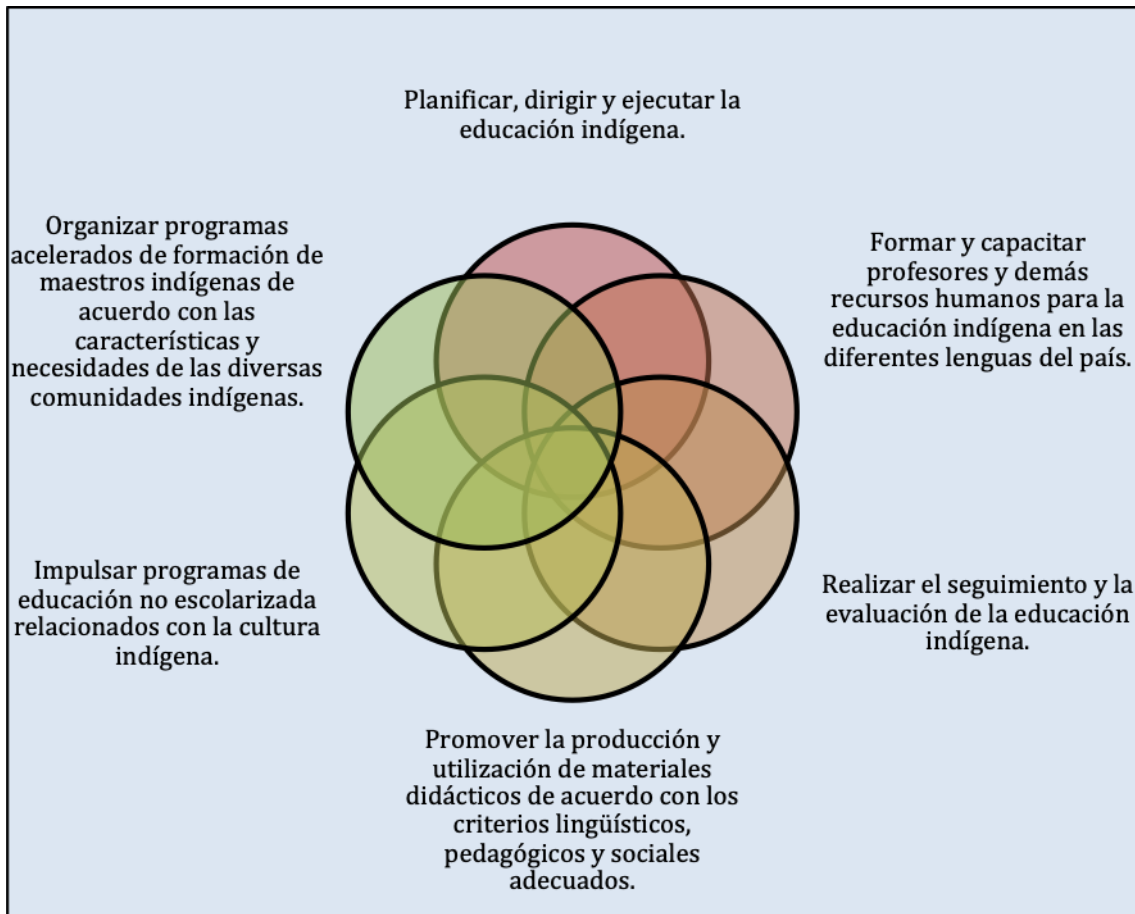 Planificar, dirigir y ejecutar la
educación indígena.
Organizar programas
acelerados de formación de
maestros indígenas de
acuerdo con las
características y
necesidades de las diversas
comunidades indígenas.
Formar y capacitar
profesores y demás
recursos humanos para la
educación indígena en las
diferentes lenguas del país.
Impulsar programas de
educación no escolarizada
relacionados con la cultura
indígena.
Realizar el seguimiento y la
evaluación de la educación
indígena.
Promover la producción y
utilización de materiales
didácticos de acuerdo con los
criterios lingüísticos,
pedagógicos y sociales
adecuados.